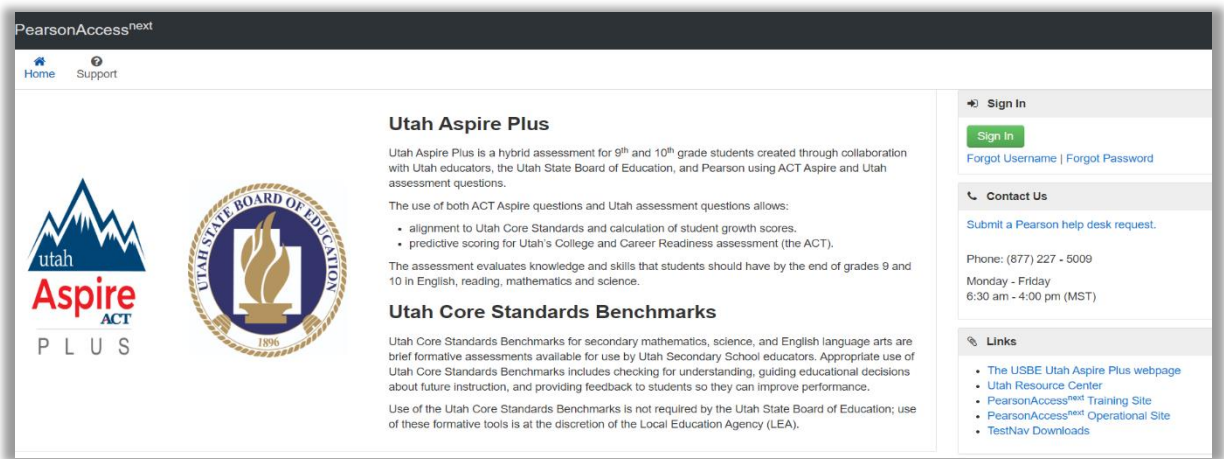 PearsonAccessnext
Home
Support
utah
Aspire
ACT
PLUS
UTAH STATE BOARD OF EDUCATION
1896
Utah Aspire Plus
Utah Aspire Plus is a hybrid assessment for 9th and 10th grade students created through collaboration
with Utah educators, the Utah State Board of Education, and Pearson using ACT Aspire and Utah
assessment questions.
The use of both ACT Aspire questions and Utah assessment questions allows:
• alignment to Utah Core Standards and calculation of student growth scores.
• predictive scoring for Utah's College and Career Readiness assessment (the ACT).
The assessment evaluates knowledge and skills that students should have by the end of grades 9 and
10 in English, reading, mathematics and science.
Utah Core Standards Benchmarks
Utah Core Standards Benchmarks for secondary mathematics, science, and English language arts are
brief formative assessments available for use by Utah Secondary School educators. Appropriate use of
Utah Core Standards Benchmarks includes checking for understanding, guiding educational decisions
about future instruction, and providing feedback to students so they can improve performance.
Use of the Utah Core Standards Benchmarks is not required by the Utah State Board of Education; use
of these formative tools is at the discretion of the Local Education Agency (LEA).
Sign In
Sign In
Forgot Username | Forgot Password
Contact Us
Submit a Pearson help desk request.
Phone: (877) 227 - 5009
Monday - Friday
6:30 am - 4:00 pm (MST)
Links
• The USBE Utah Aspire Plus webpage
• Utah Resource Center
• PearsonAccessnext Training Site
• PearsonAccessnext Operational Site
• TestNav Downloads